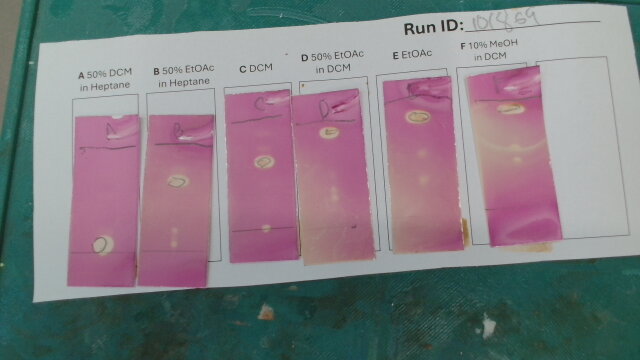 Run ID: 101859
A 50% DCM in Heptane
B 50% EtOAc in Heptane
C DCM
D 50% EtOAc in DCM
E EtOAc
F 10% MeOH in DCM
A
B
C
D